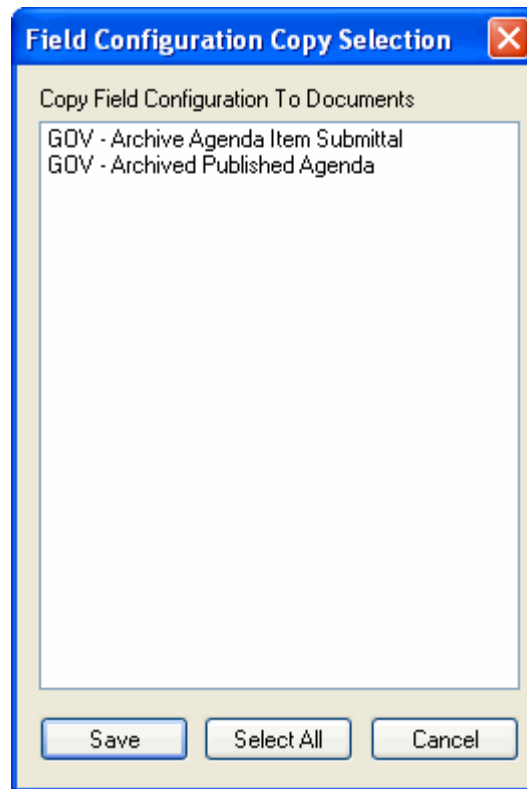 Field Configuration Copy Selection
Copy Field Configuration To Documents
GOV - Archive Agenda Item Submittal
GOV - Archived Published Agenda
Save Select All Cancel